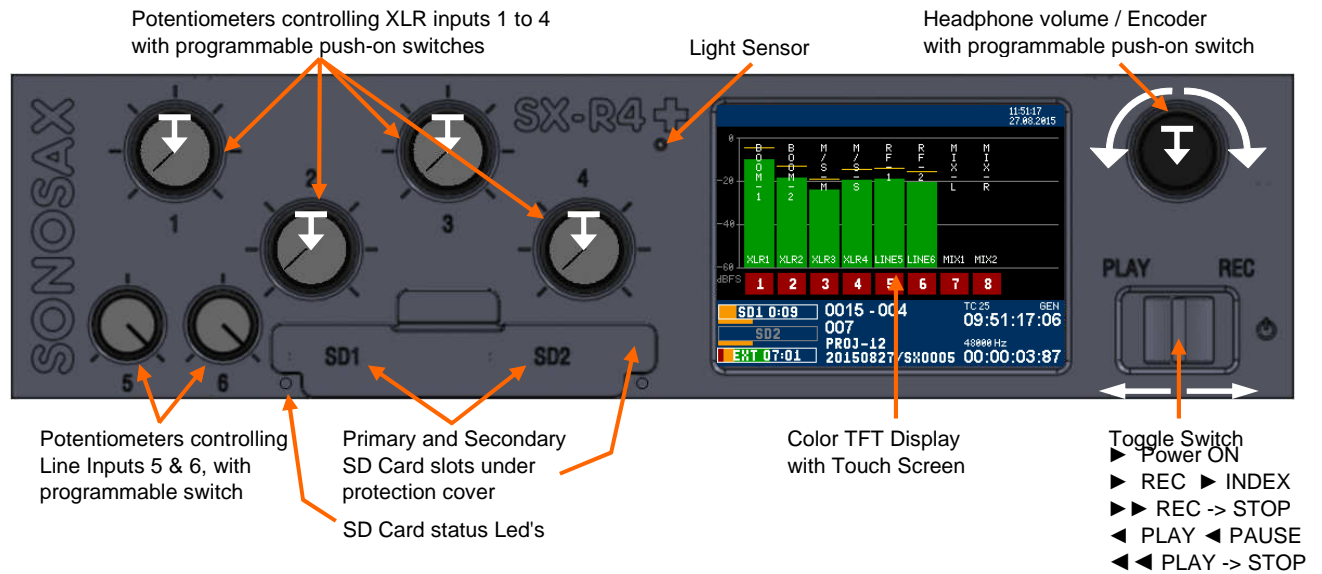 Potentiometers controlling XLR inputs 1 to 4
with programmable push-on switches
Light Sensor
Headphone volume / Encoder
with programmable push-on switch
SONOSAX
SX-R4+
1
2
3
4
5
6
SD1
SD2
11:51:17
27.08.2015
0
-20
-40
-60
dBFS
BOOM-1
BOOM-2
M/S-M
M/S-S
RF-1
RF-2
MIX-L
MIX-R
XLR1 XLR2 XLR3 XLR4 LINE5 LINE6 MIX1 MIX2
1 2 3 4 5 6 7 8
SD1 0:09
SD2
EXT 07:01
0015 - 004
007
PROJ-12
20150827/SX0005
TC 25 GEN
09:51:17:06
48000 Hz
00:00:03:87
PLAY REC
Potentiometers controlling
Line Inputs 5 & 6, with
programmable switch
Primary and Secondary
SD Card slots under
protection cover
SD Card status Led's
Color TFT Display
with Touch Screen
Toggle Switch
► Power ON
► REC ► INDEX
►► REC -> STOP
◄ PLAY ◄ PAUSE
◄◄ PLAY -> STOP